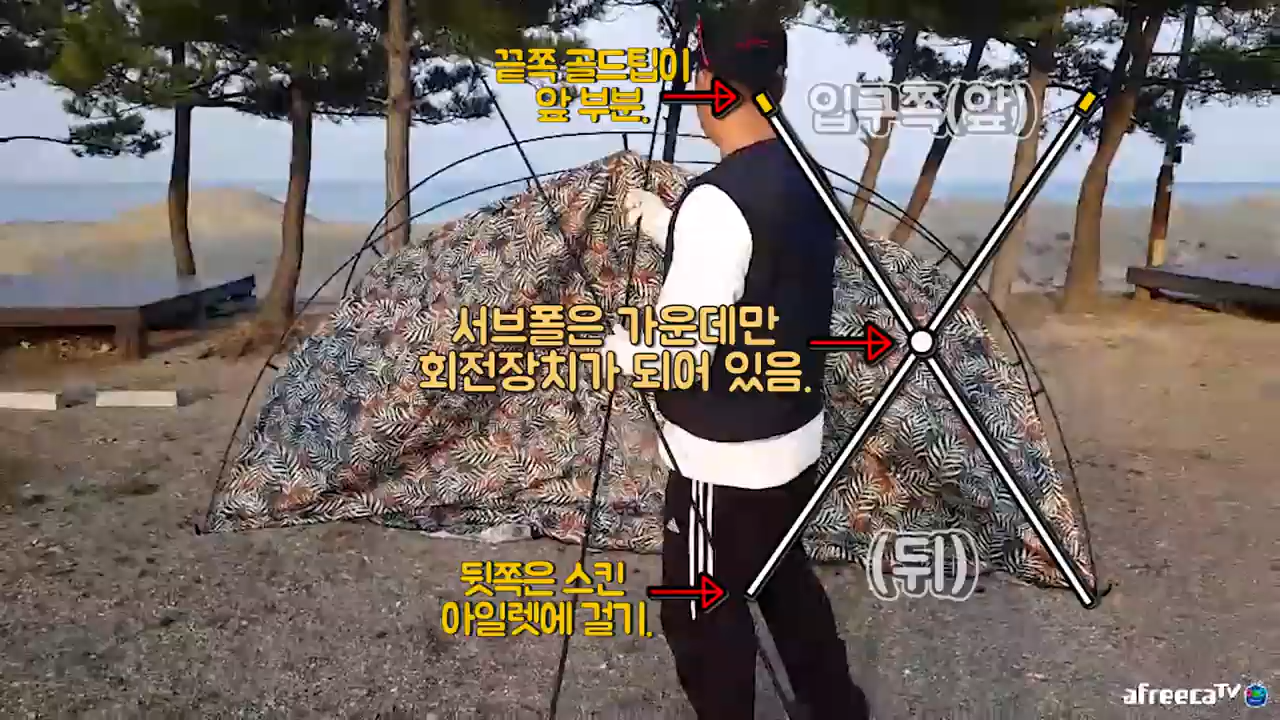 끝쪽 골드팁이
앞 부분.
입구쪽(앞)
서브폴은 가운데만
회전장치가 되어 있음.
(뒤)
뒷쪽은 스킨
아일렛에 걸기.
afreecaTV